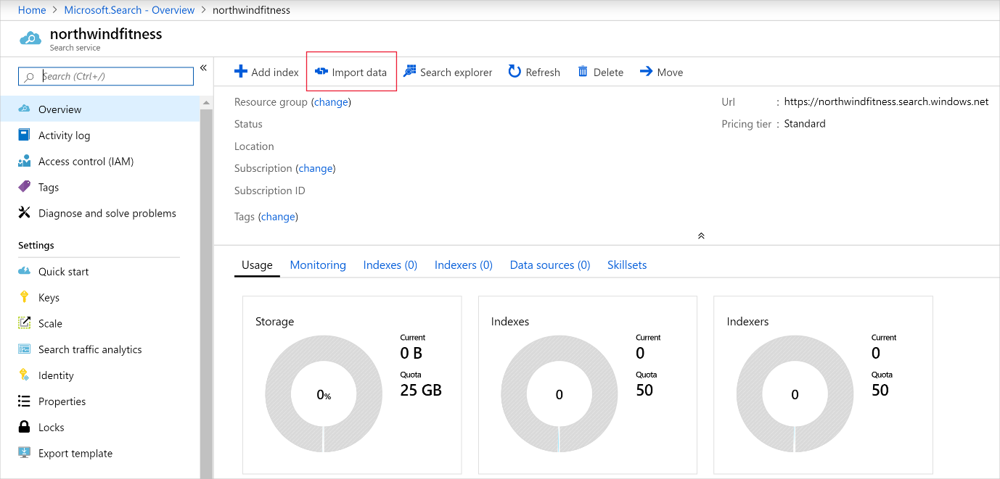 Home > Microsoft.Search - Overview > northwindfitness
northwindfitness
Search service
Search (Ctrl+/)
«
Overview
Activity log
Access control (IAM)
Tags
Diagnose and solve problems
Settings
Quick start
Keys
Scale
Search traffic analytics
Identity
Properties
Locks
Export template
Add index Import data Search explorer Refresh Delete Move
Resource group (change)
Status
Location
Subscription (change)
Subscription ID
Tags (change)
Url : https://northwindfitness.search.windows.net
Pricing tier : Standard
Usage Monitoring Indexes (0) Indexers (0) Data sources (0) Skillsets
Storage
0%
Current
0 B
Quota
25 GB
Indexes
0
Current
0
Quota
50
Indexers
0
Current
0
Quota
50